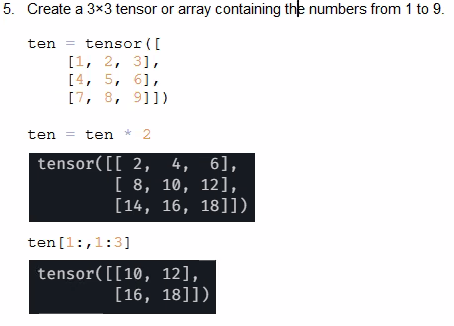 5. Create a 3×3 tensor or array containing the numbers from 1 to 9.
ten = tensor([
[1, 2, 3],
[4, 5, 6],
[7, 8, 9]])
ten = ten * 2
tensor([[ 2,  4,  6],
[ 8, 10, 12],
[14, 16, 18]])
ten[1:,1:3]
tensor([[10, 12],
[16, 18]])